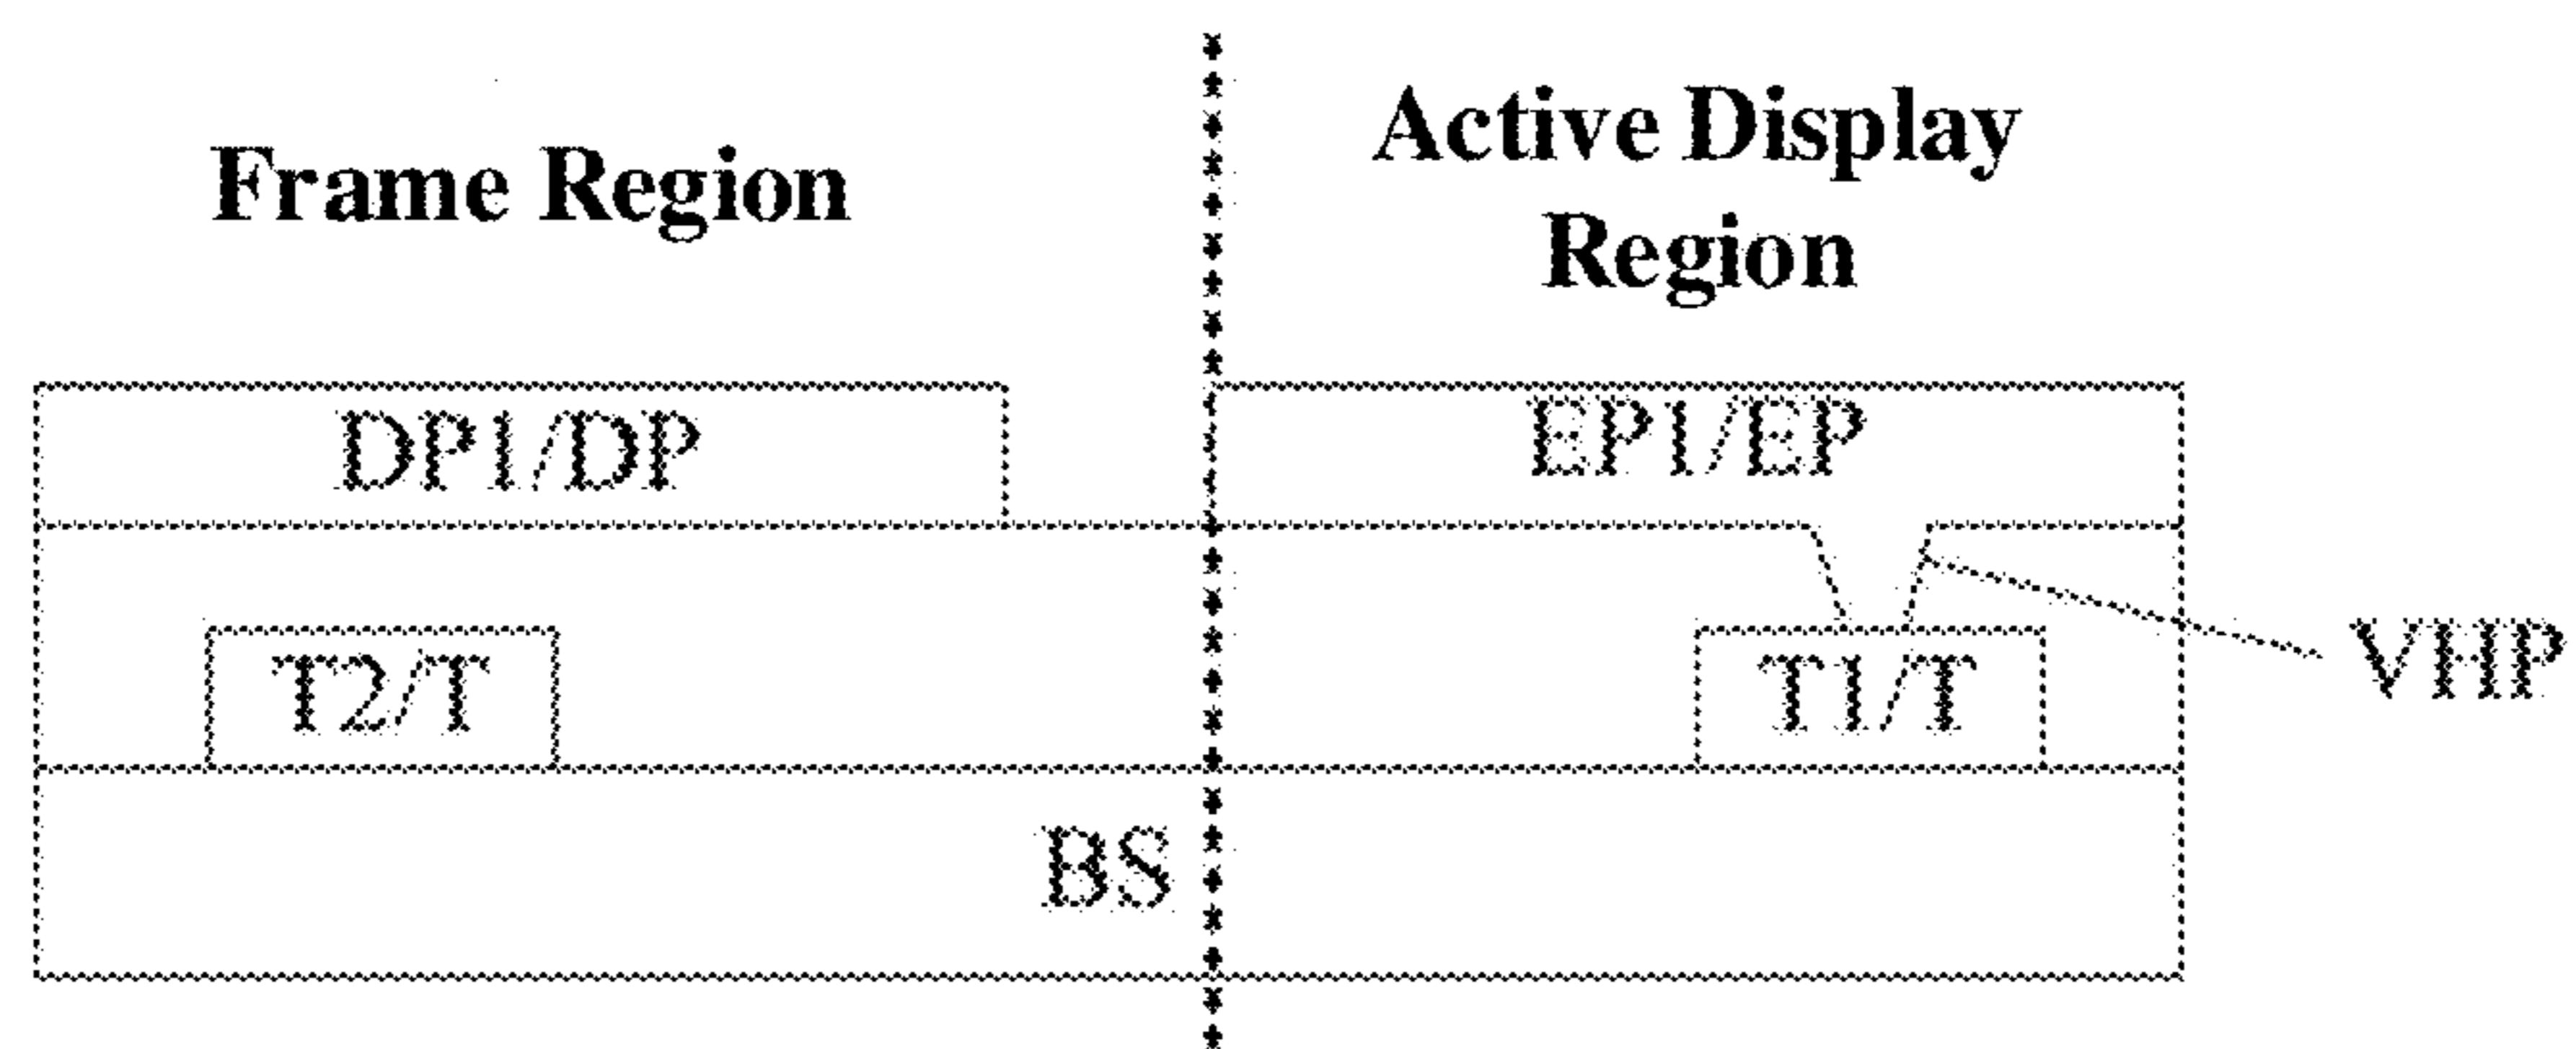 Frame Region
Active Display
Region
DP1/DP
EP1/EP
T2/T
T1/T
VHP
BS